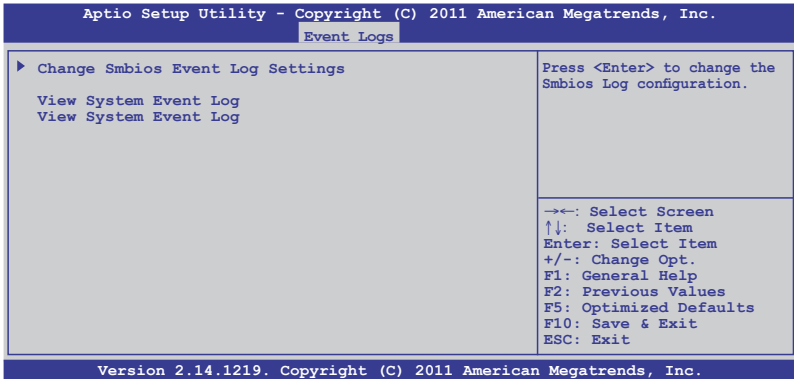 Aptio Setup Utility - Copyright (C) 2011 American Megatrends, Inc.
Event Logs
Change Smbios Event Log Settings
View System Event Log
View System Event Log
Press <Enter> to change the
Smbios Log configuration.
→←: Select Screen
↑↓: Select Item
Enter: Select Item
+/-: Change Opt.
F1: General Help
F2: Previous Values
F5: Optimized Defaults
F10: Save & Exit
ESC: Exit
Version 2.14.1219. Copyright (C) 2011 American Megatrends, Inc.